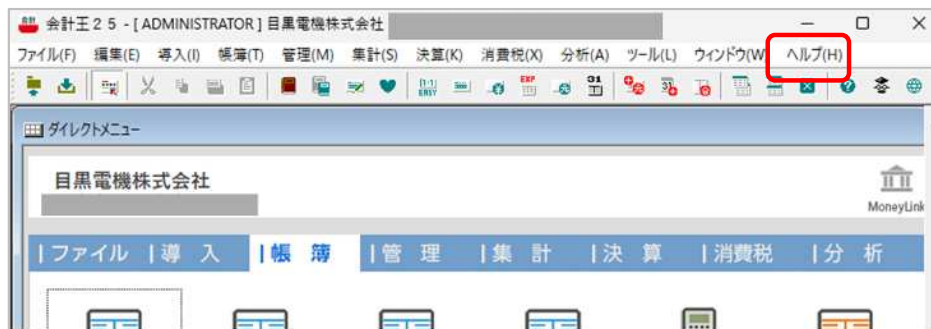 会計王25 - [ ADMINISTRATOR ] 目黒電機株式会社
ファイル(F) 編集(E) 導入(I) 帳簿(T) 管理(M) 集計(S) 決算(K) 消費税(X) 分析(A) ツール(L) ウィンドウ(W) ヘルプ(H)
ダイレクトメニュー
目黒電機株式会社
MoneyLink
|ファイル |導 入 |帳 簿 |管 理 |集 計 |決 算 |消費税 |分 析